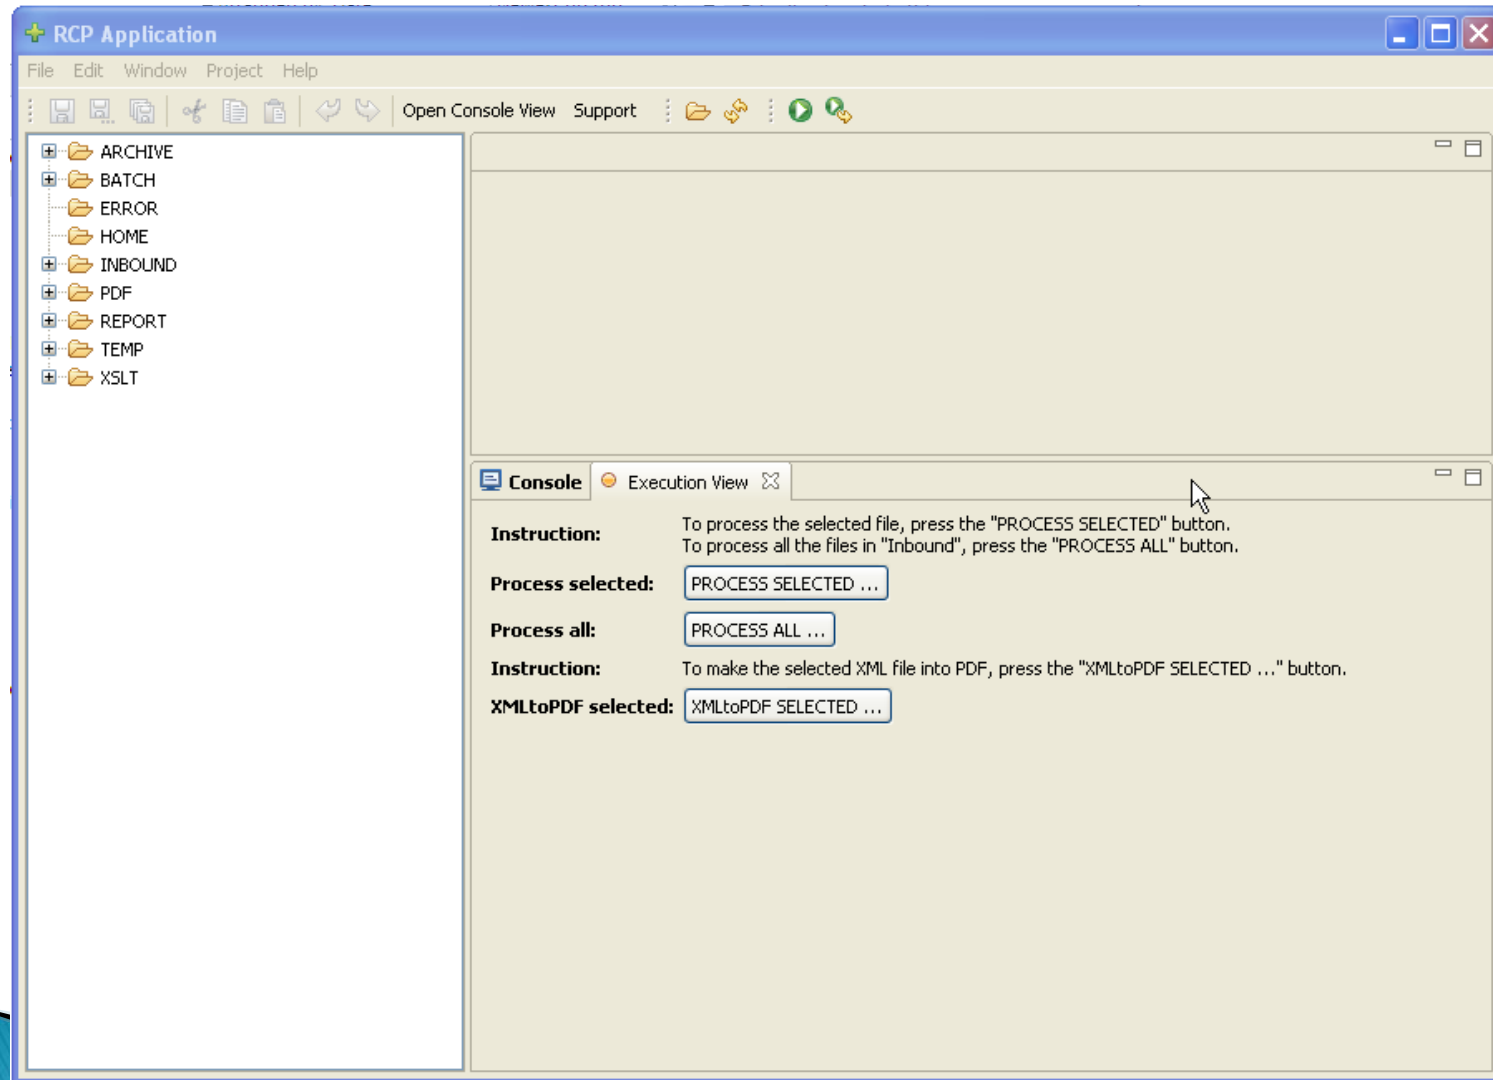 RCP Application
File Edit Window Project Help
Open Console View Support
ARCHIVE
BATCH
ERROR
HOME
INBOUND
PDF
REPORT
TEMP
XSLT
Console Execution View
Instruction: To process the selected file, press the "PROCESS SELECTED" button.
To process all the files in "Inbound", press the "PROCESS ALL" button.
Process selected: PROCESS SELECTED ...
Process all: PROCESS ALL ...
Instruction: To make the selected XML file into PDF, press the "XMLtoPDF SELECTED ..." button.
XMLtoPDF selected: XMLtoPDF SELECTED ...